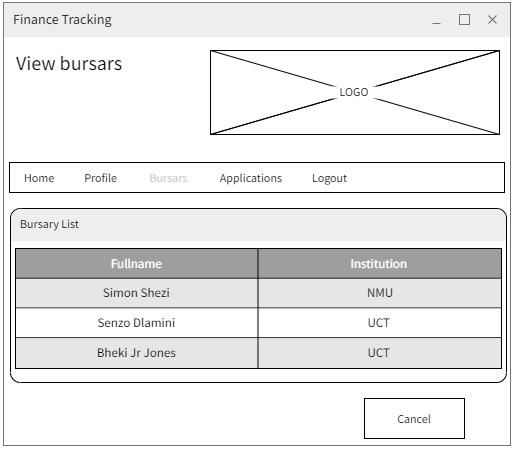 Finance Tracking
View bursars
LOGO
Home Profile Bursars Applications Logout
Bursary List
Fullname Institution
Simon Shezi NMU
Senzo Dlamini UCT
Bheki Jr Jones UCT
Cancel